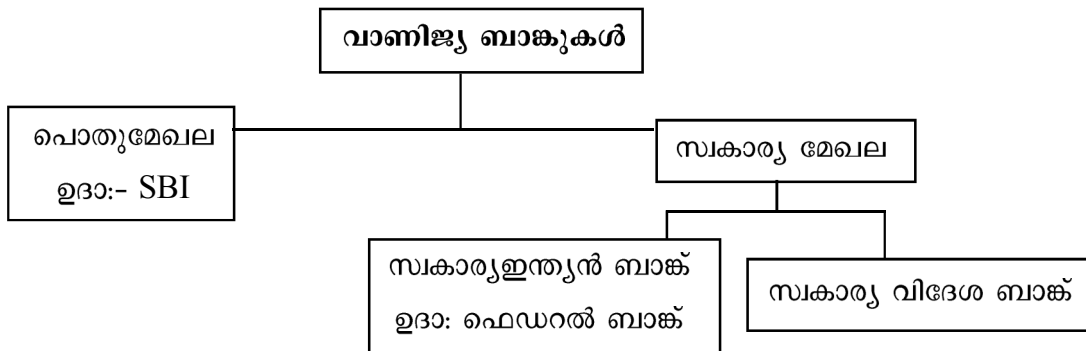 വാണിജ്യ ബാങ്കുകൾ
പൊതുമേഖല
ഉദാ:- SBI
സ്വകാര്യ മേഖല
സ്വകാര്യഇന്ത്യൻ ബാങ്ക്
ഉദാ: ഫെഡറൽ ബാങ്ക്
സ്വകാര്യ വിദേശ ബാങ്ക്